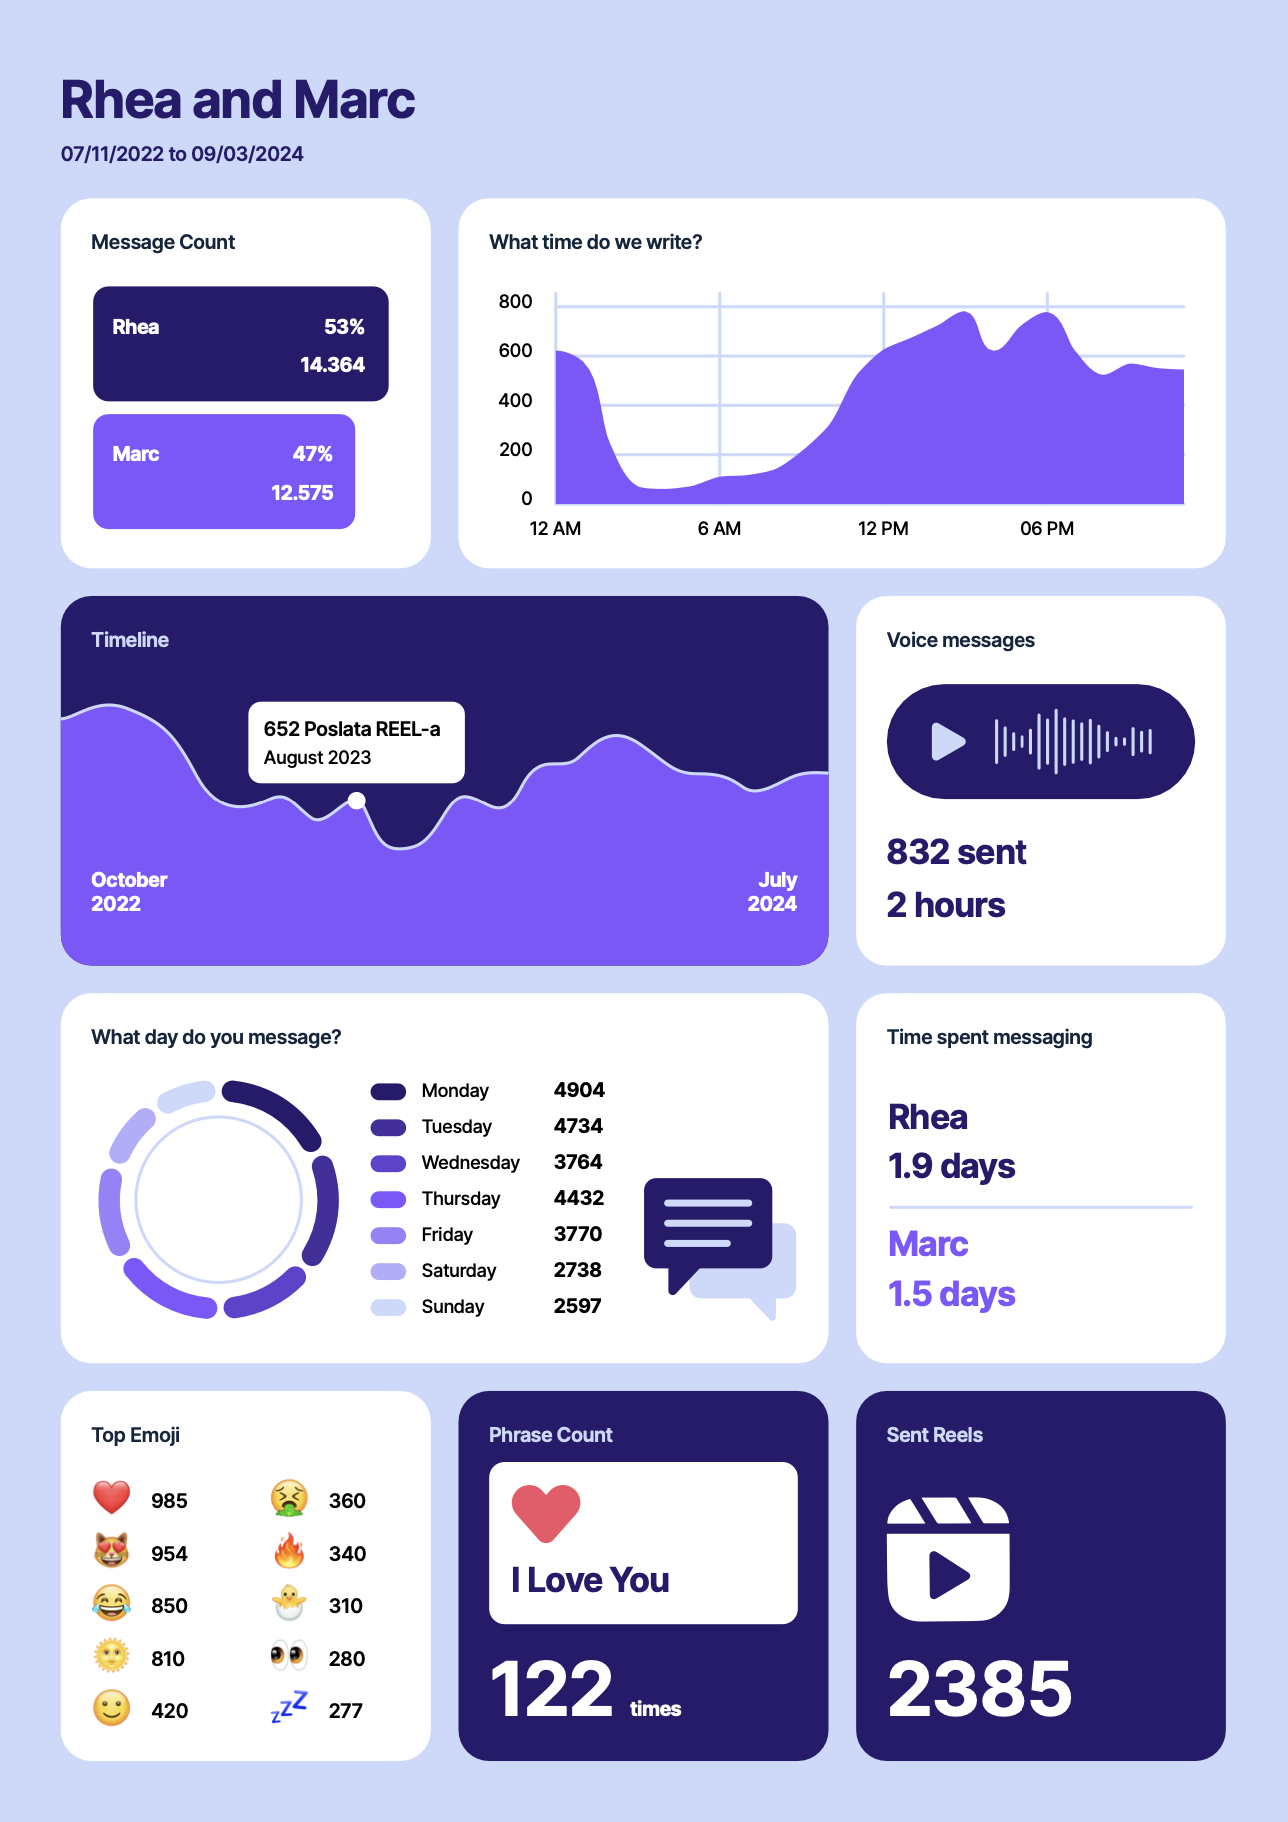 Rhea and Marc
07/11/2022 to 09/03/2024
Message Count
Rhea 53%
14.364
Marc 47%
12.575
What time do we write?
800
600
400
200
0
12 AM 6 AM 12 PM 06 PM
Timeline
652 Poslata REEL-a
August 2023
October
2022
July
2024
Voice messages
832 sent
2 hours
What day do you message?
Monday 4904
Tuesday 4734
Wednesday 3764
Thursday 4432
Friday 3770
Saturday 2738
Sunday 2597
Time spent messaging
Rhea
1.9 days
Marc
1.5 days
Top Emoji
985 360
954 340
850 310
810 280
420 277
Phrase Count
I Love You
122 times
Sent Reels
2385